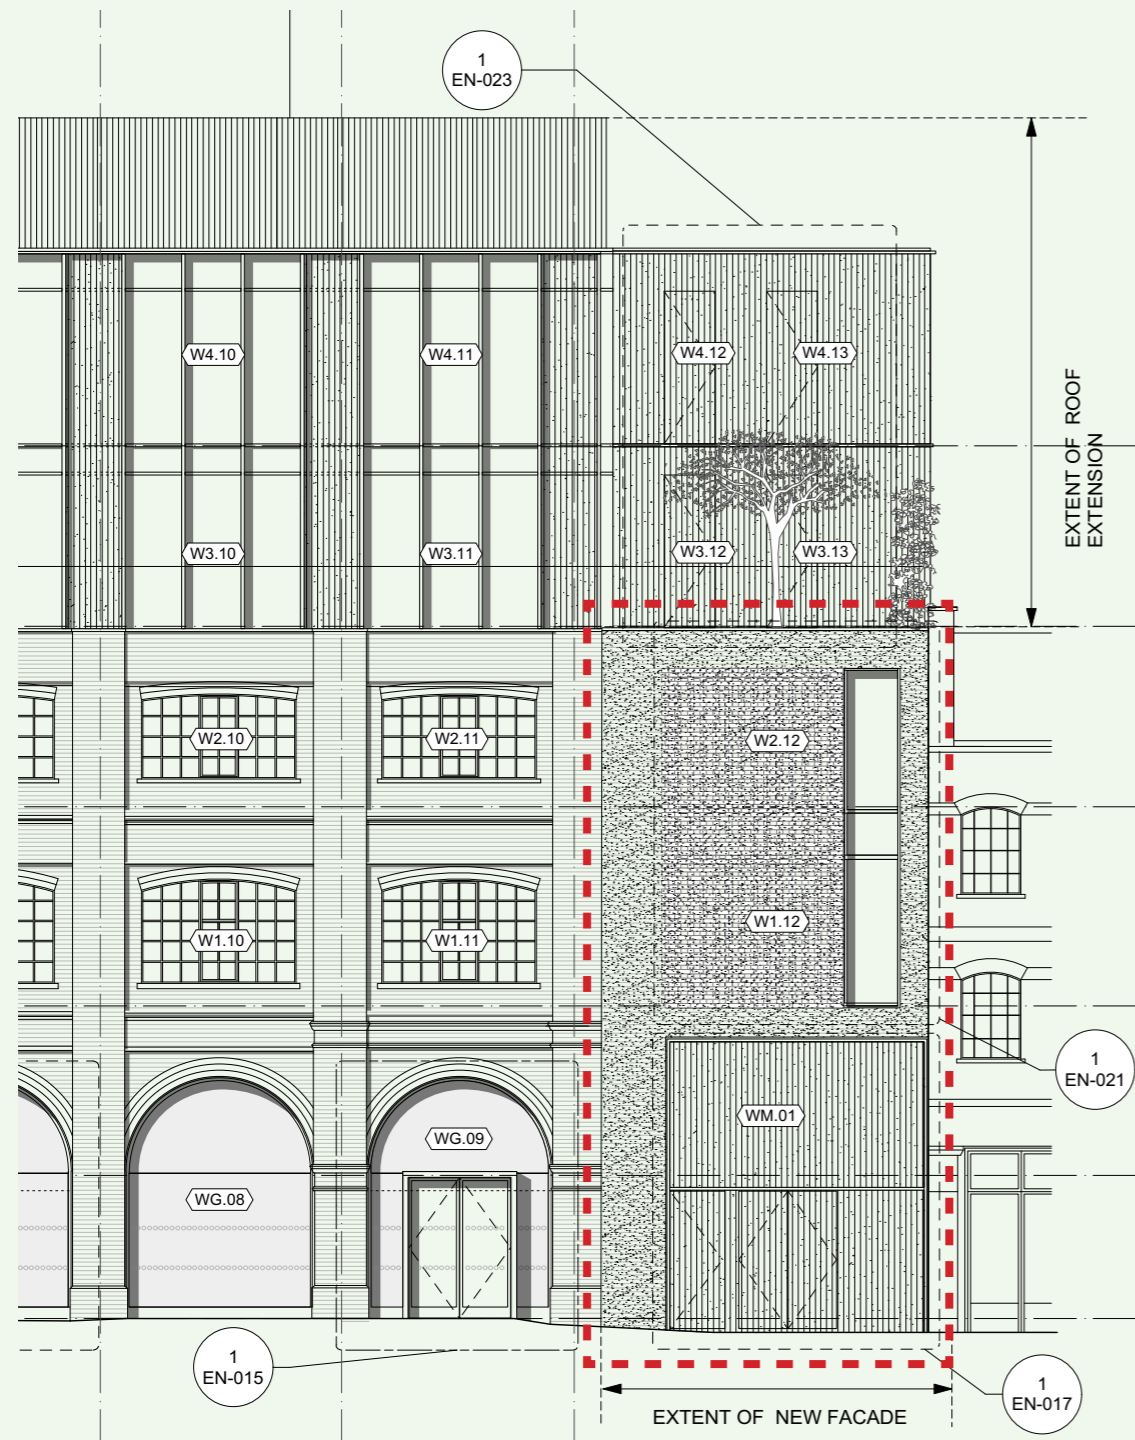 1
EN-023
W4.10
W4.11
W4.12
W4.13
EXTENT OF ROOF
EXTENSION
W3.10
W3.11
W3.12
W3.13
W2.10
W2.11
W2.12
W1.10
W1.11
W1.12
1
EN-021
WG.08
WG.09
WM.01
1
EN-015
1
EN-017
EXTENT OF NEW FACADE